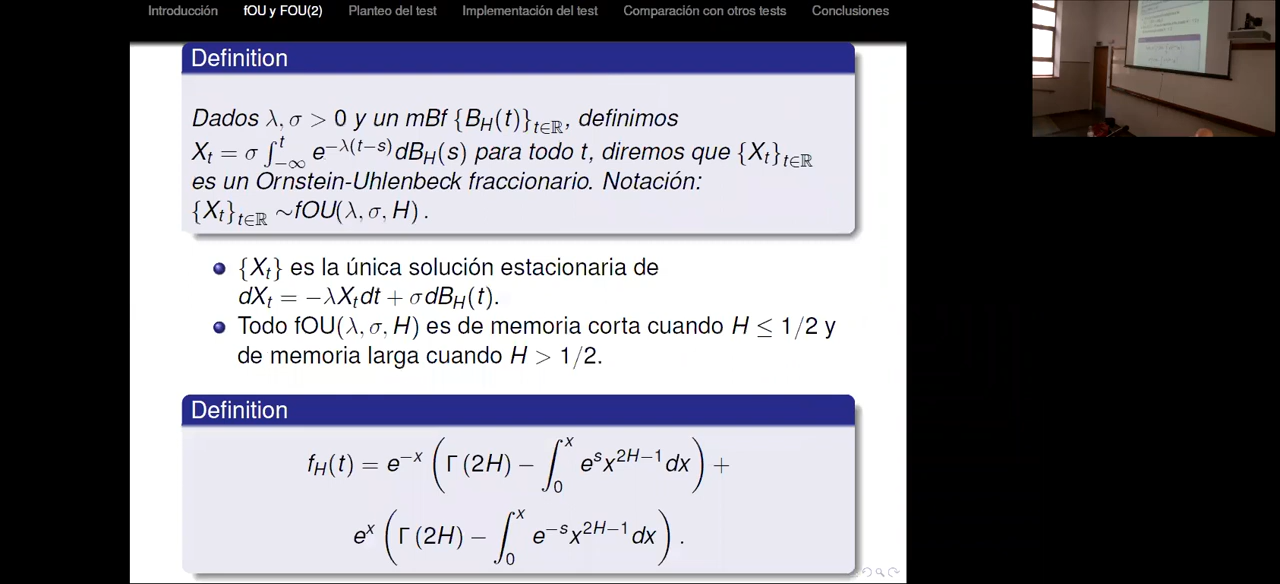 Introducción fOU y FOU(2) Planteo del test Implementación del test Comparación con otros tests Conclusiones
Definition
Dados λ, σ > 0 y un mBf {B_H(t)}_{t∈ℝ}, definimos
X_t = σ ∫_{-∞}^{t} e^{-λ(t-s)} dB_H(s) para todo t, diremos que {X_t}_{t∈ℝ}
es un Ornstein-Uhlenbeck fraccionario. Notación:
{X_t}_{t∈ℝ} ∼fOU(λ, σ, H) .
{X_t} es la única solución estacionaria de
dX_t = −λX_t dt + σdB_H(t).
Todo fOU(λ, σ, H) es de memoria corta cuando H ≤ 1/2 y
de memoria larga cuando H > 1/2.
Definition
f_H(t) = e^{-x} ( Γ (2H) − ∫_0^x e^s x^{2H−1} dx ) +
e^x ( Γ (2H) − ∫_0^x e^{-s} x^{2H−1} dx ) .